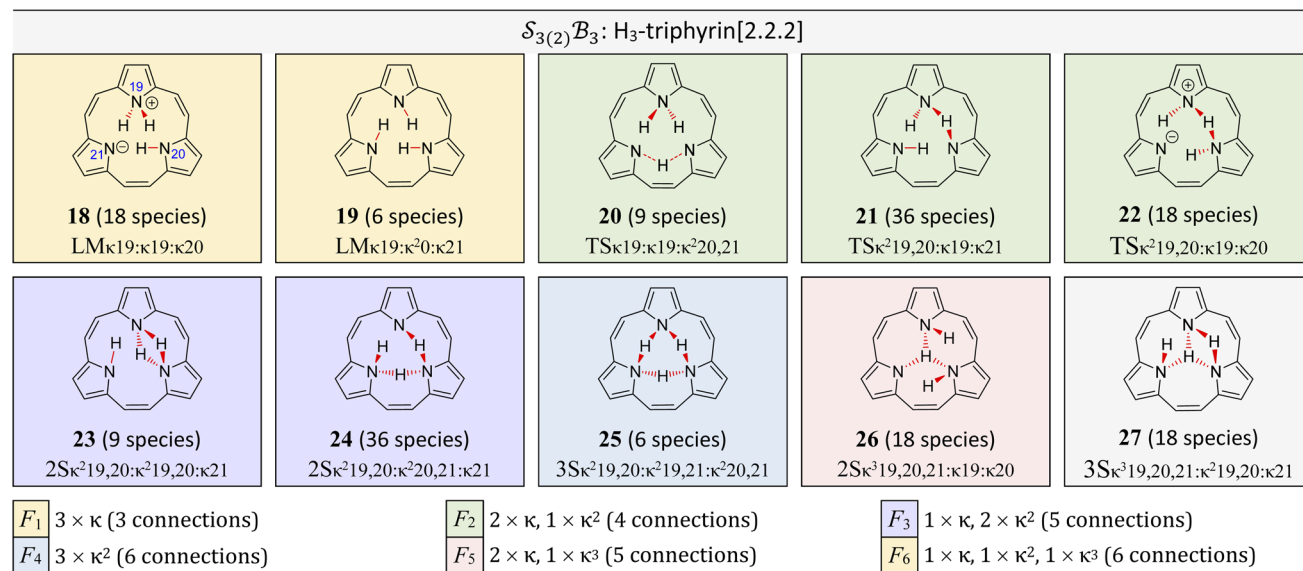 𝒮₃₍₂₎ℬ₃: H₃-triphyrin[2.2.2]
19
N ⊕
H H
21 N ⊖ H N 20
18 (18 species)
LMκ19:κ19:κ20
N
H H
N H N
19 (6 species)
LMκ19:κ²0:κ21
N
H H
N H N
20 (9 species)
TSκ19:κ19:κ²20,21
N
H H
N H N
21 (36 species)
TSκ²19,20:κ19:κ21
⊕
N
H H
⊖
N H N
22 (18 species)
TSκ²19,20:κ19:κ20
N
H H H
N N
23 (9 species)
2Sκ²19,20:κ²19,20:κ21
N
H H
N H N
24 (36 species)
2Sκ²19,20:κ²20,21:κ21
N
H H
N H N
25 (6 species)
3Sκ²19,20:κ²19,21:κ²20,21
N H
H
N H N
26 (18 species)
2Sκ³19,20,21:κ19:κ20
N
H H H
N N
27 (18 species)
3Sκ³19,20,21:κ²19,20:κ21
F₁ 3 × κ (3 connections)
F₂ 2 × κ, 1 × κ² (4 connections)
F₃ 1 × κ, 2 × κ² (5 connections)
F₄ 3 × κ² (6 connections)
F₅ 2 × κ, 1 × κ³ (5 connections)
F₆ 1 × κ, 1 × κ², 1 × κ³ (6 connections)